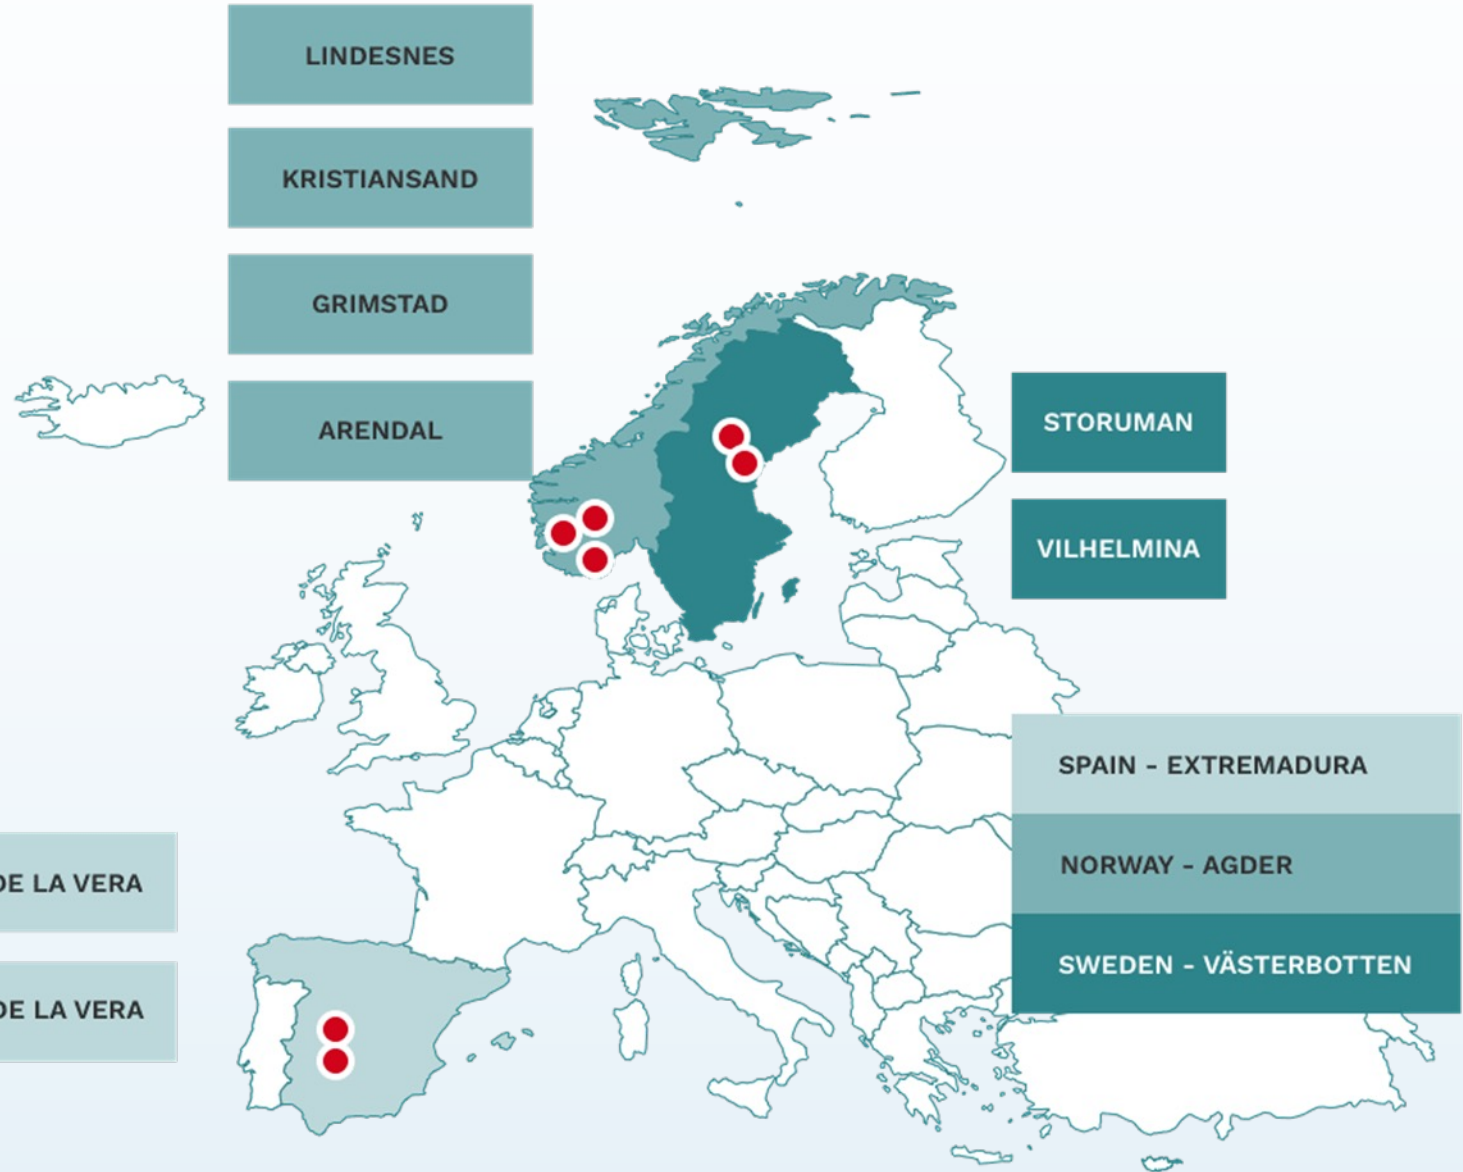 LINDESNES
KRISTIANSAND
GRIMSTAD
ARENDAL
STORUMAN
VILHELMINA
SPAIN - EXTREMADURA
NORWAY - AGDER
SWEDEN - VÄSTERBOTTEN
DE LA VERA
DE LA VERA